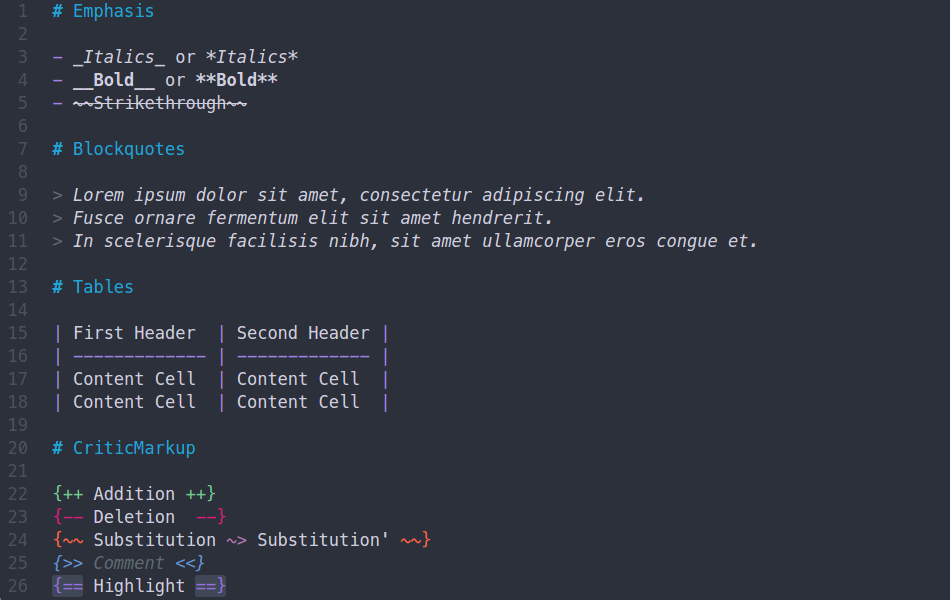 1 # Emphasis
2
3 - _Italics_ or *Italics*
4 - __Bold__ or **Bold**
5 - ~~Strikethrough~~
6
7 # Blockquotes
8
9 > Lorem ipsum dolor sit amet, consectetur adipiscing elit.
10 > Fusce ornare fermentum elit sit amet hendrerit.
11 > In scelerisque facilisis nibh, sit amet ullamcorper eros congue et.
12
13 # Tables
14
15 | First Header  | Second Header |
16 | ------------- | ------------- |
17 | Content Cell  | Content Cell  |
18 | Content Cell  | Content Cell  |
19
20 # CriticMarkup
21
22 {++ Addition ++}
23 {-- Deletion  --}
24 {~~ Substitution ~> Substitution' ~~}
25 {>> Comment <<}
26 {== Highlight ==}